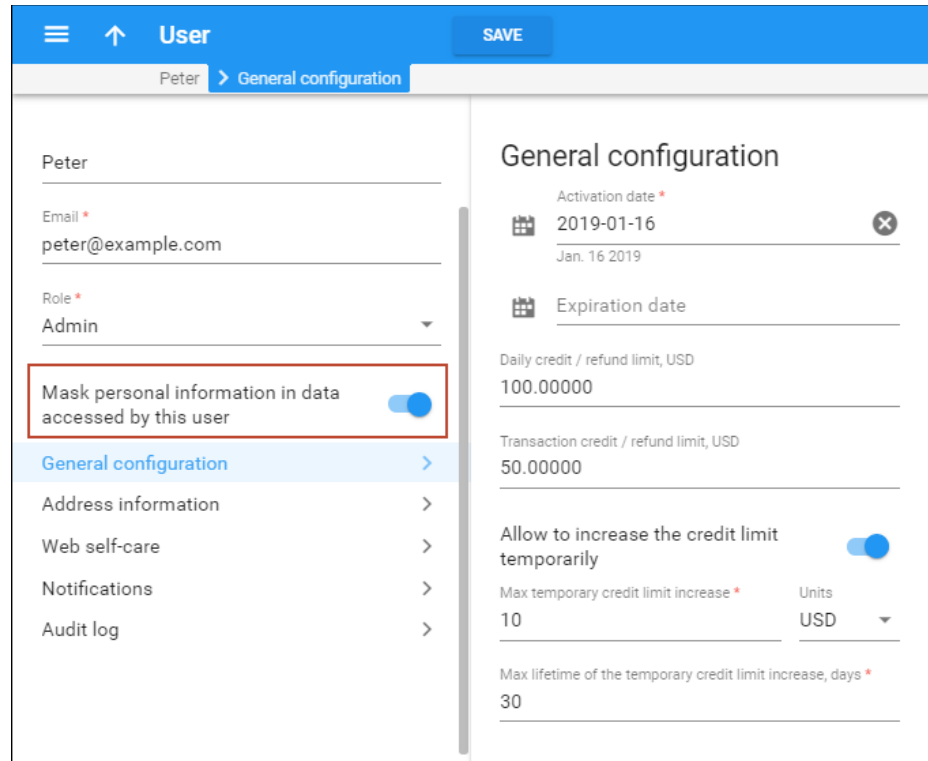 User
SAVE
Peter
General configuration
Peter
Email *
peter@example.com
Role *
Admin
Mask personal information in data
accessed by this user
General configuration
Address information
Web self-care
Notifications
Audit log
General configuration
Activation date *
2019-01-16
Jan. 16 2019
Expiration date
Daily credit / refund limit, USD
100.00000
Transaction credit / refund limit, USD
50.00000
Allow to increase the credit limit
temporarily
Max temporary credit limit increase *
Units
10
USD
Max lifetime of the temporary credit limit increase, days *
30